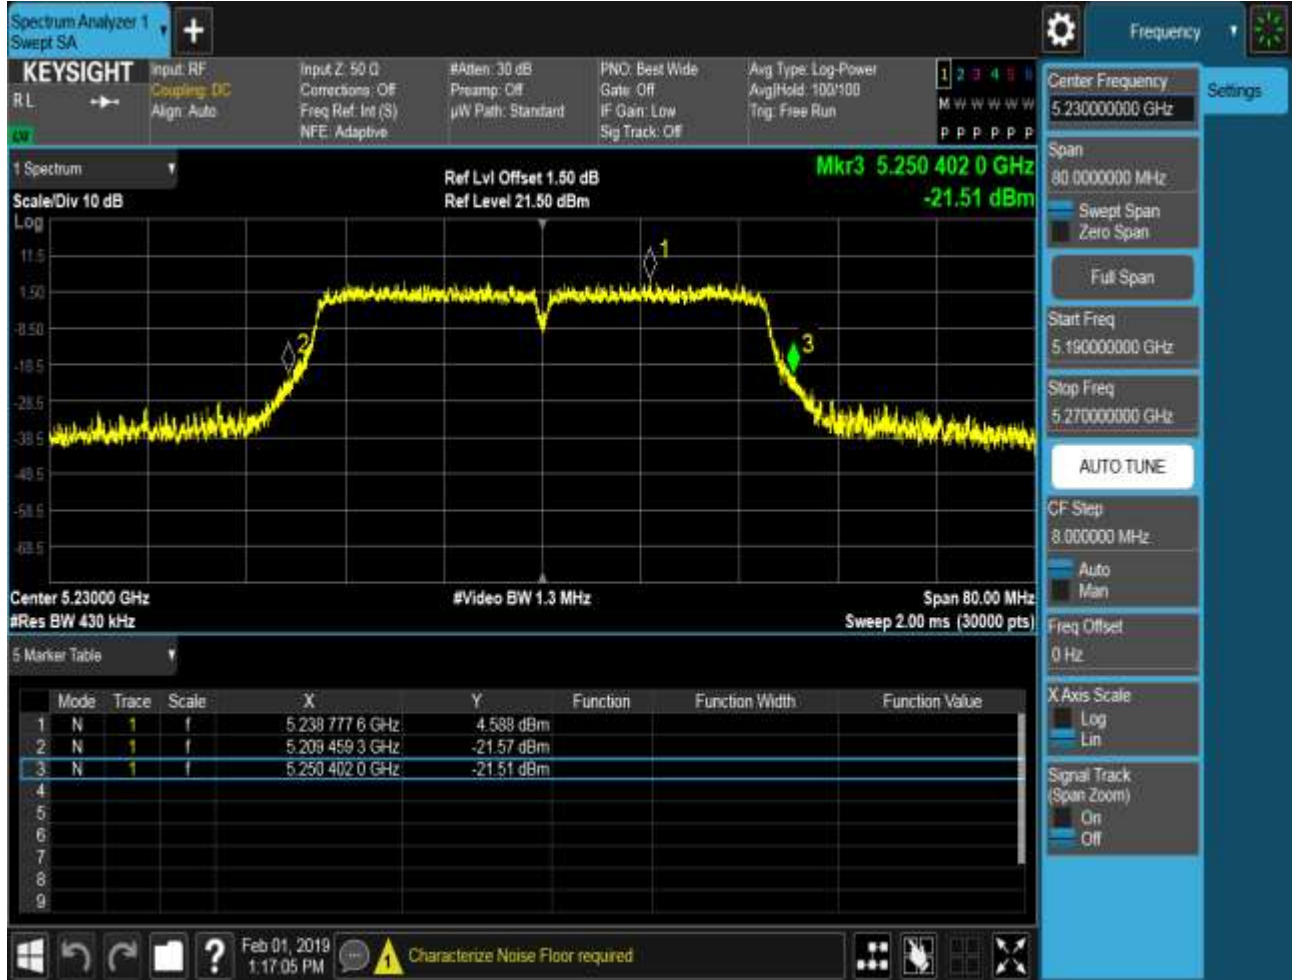 Spectrum Analyzer 1
Swept SA
+
Frequency
KEYSIGHT
R L
LXI
Input: RF
Coupling: DC
Align: Auto
Input Z: 50 Ω
Corrections: Off
Freq Ref: Int (S)
NFE: Adaptive
#Atten: 30 dB
Preamp: Off
µW Path: Standard
PNO: Best Wide
Gate: Off
IF Gain: Low
Sig Track: Off
Avg Type: Log-Power
Avg|Hold: 100/100
Trig: Free Run
1 2 3 4 5 6
M W W W W W
P P P P P P
Center Frequency
5.230000000 GHz
Settings
Span
80.0000000 MHz
Swept Span
Zero Span
Full Span
Start Freq
5.190000000 GHz
Stop Freq
5.270000000 GHz
AUTO TUNE
CF Step
8.000000 MHz
Auto
Man
Freq Offset
0 Hz
X Axis Scale
Log
Lin
Signal Track
(Span Zoom)
On
Off
1 Spectrum
Scale/Div 10 dB
Ref Lvl Offset 1.50 dB
Ref Level 21.50 dBm
Mkr3 5.250 402 0 GHz
-21.51 dBm
Log
11.5
1.50
-8.50
-18.5
-28.5
-38.5
-48.5
-58.5
-68.5
1
2
3
Center 5.23000 GHz
#Video BW 1.3 MHz
Span 80.00 MHz
#Res BW 430 kHz
Sweep 2.00 ms (30000 pts)
5 Marker Table
Mode Trace Scale X Y Function Function Width Function Value
1 N 1 f 5.238 777 6 GHz 4.588 dBm
2 N 1 f 5.209 459 3 GHz -21.57 dBm
3 N 1 f 5.250 402 0 GHz -21.51 dBm
4
5
6
7
8
9
?
Feb 01, 2019
1:17:05 PM
1
Characterize Noise Floor required